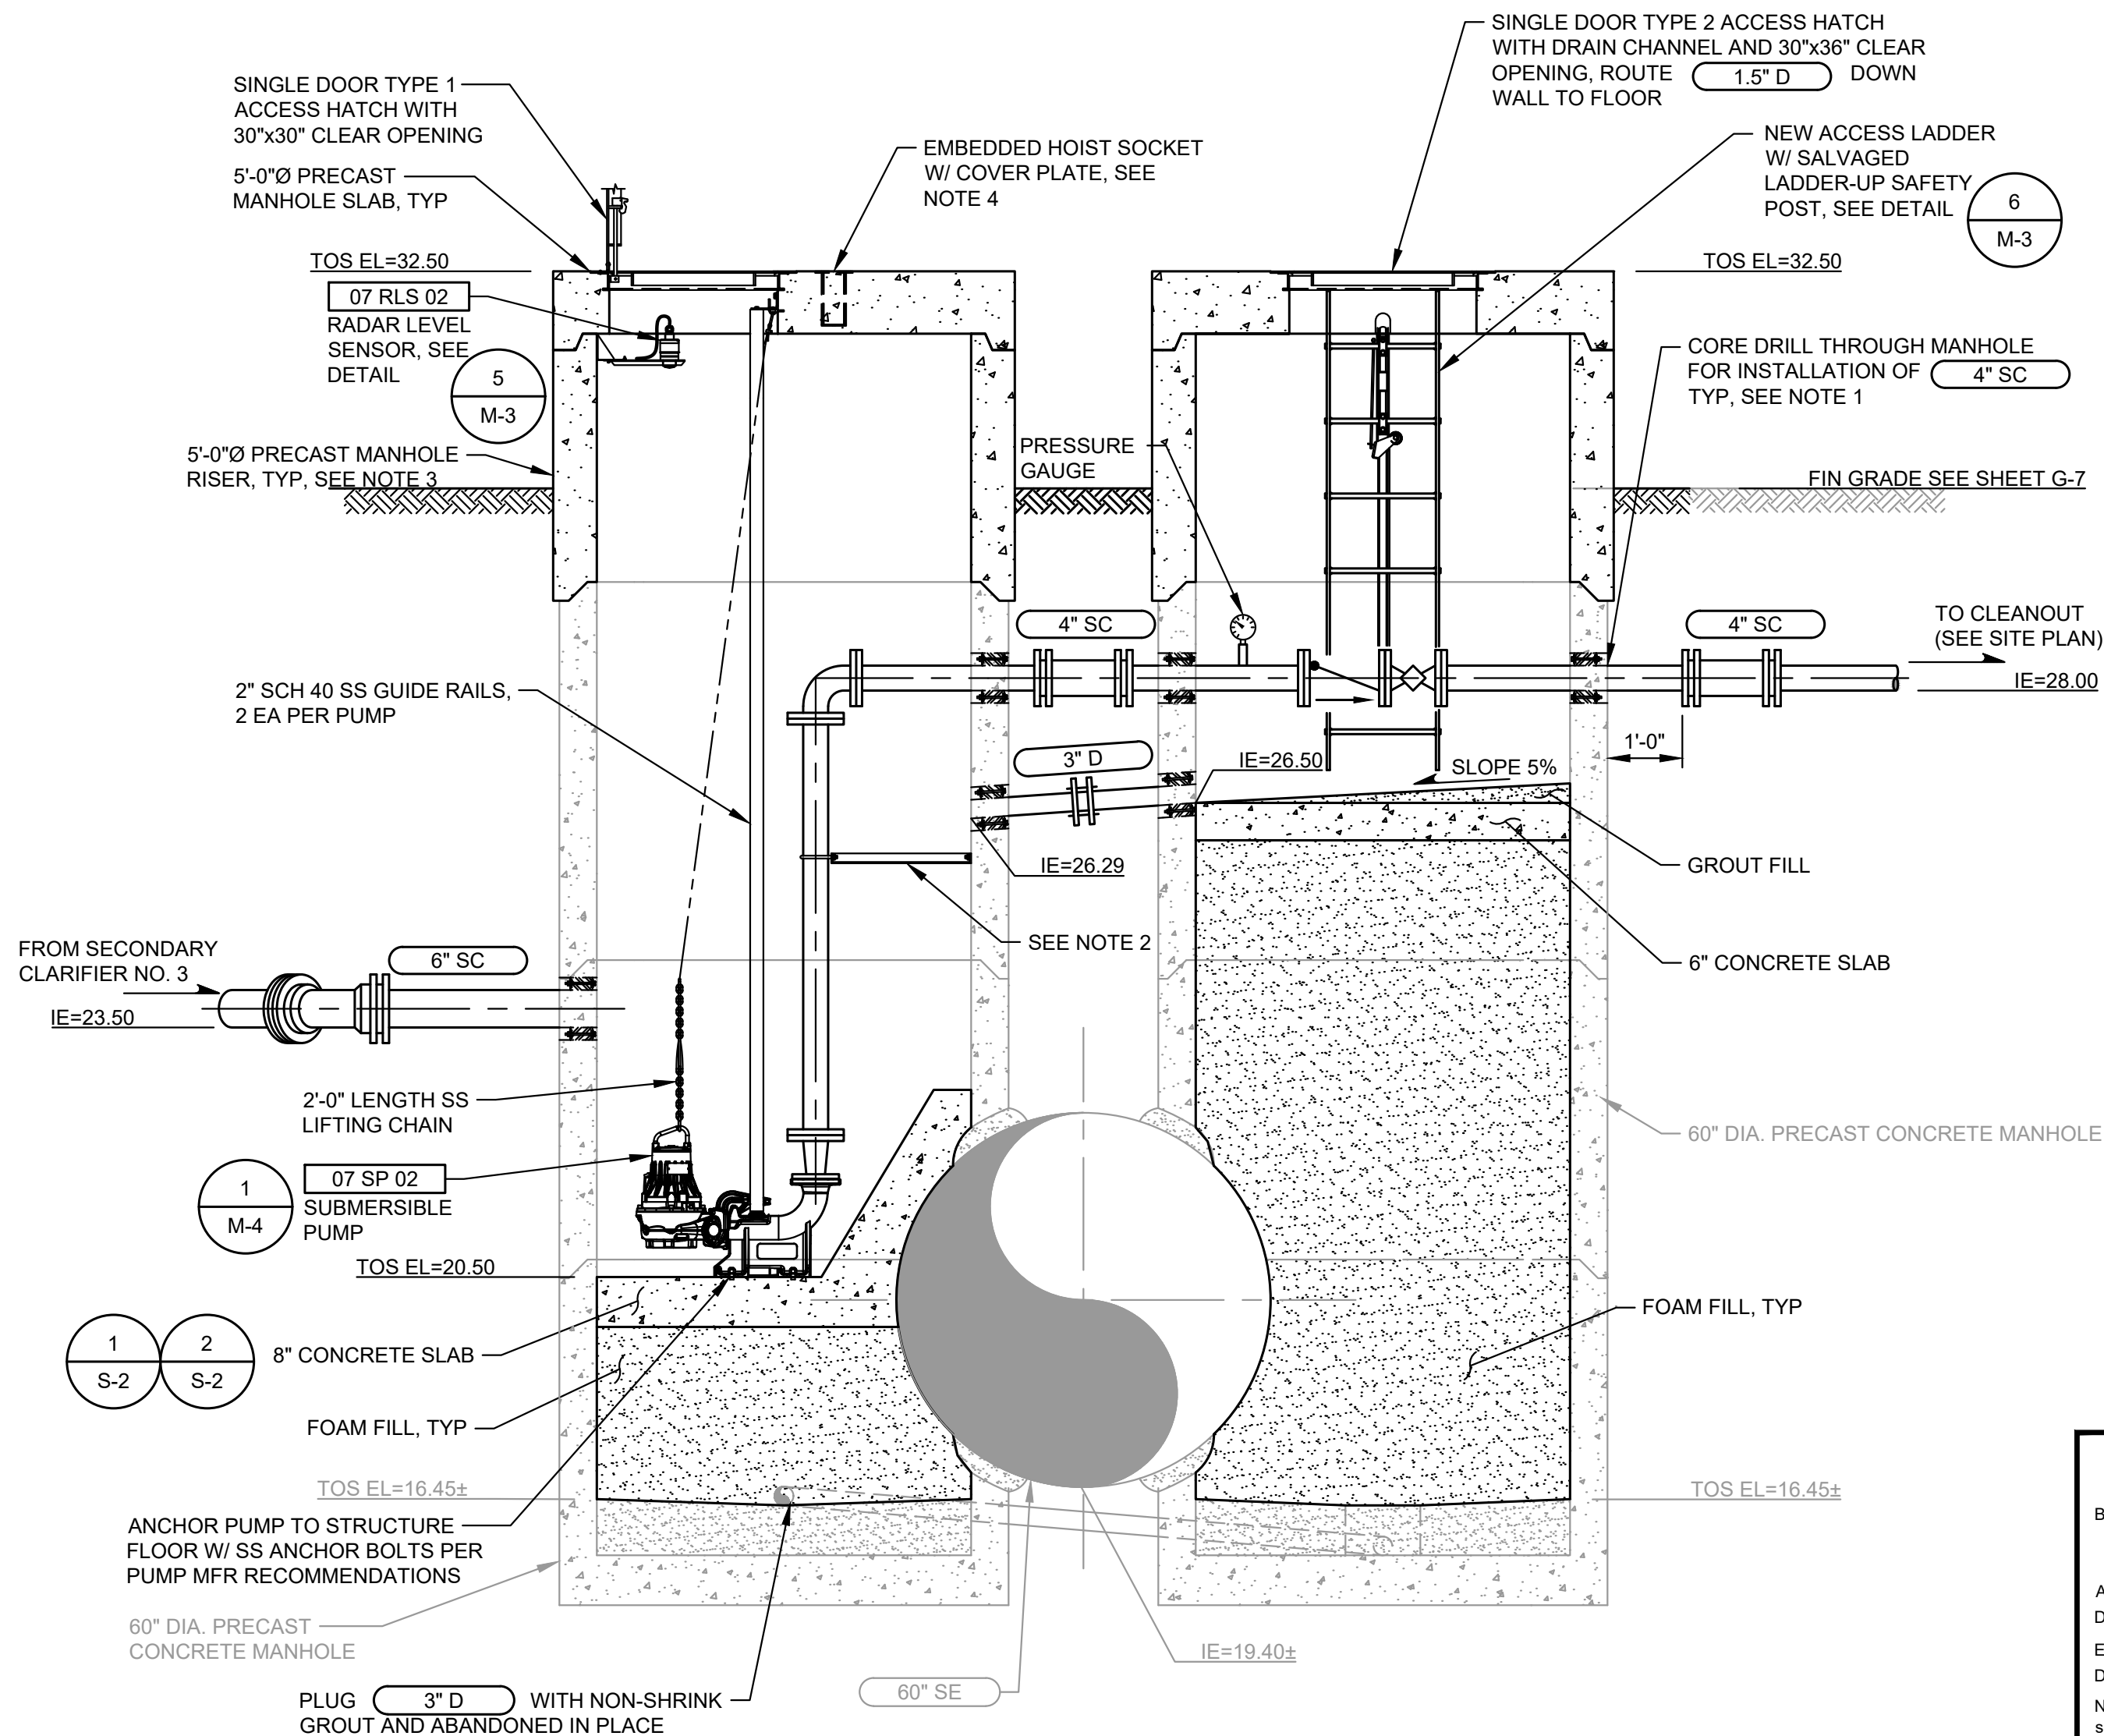 SINGLE DOOR TYPE 1
ACCESS HATCH WITH
30"x30" CLEAR OPENING
5'-0"Ø PRECAST
MANHOLE SLAB, TYP
TOS EL=32.50
07 RLS 02
RADAR LEVEL
SENSOR, SEE
DETAIL
5
M-3
5'-0"Ø PRECAST MANHOLE
RISER, TYP, SEE NOTE 3
EMBEDDED HOIST SOCKET
W/ COVER PLATE, SEE
NOTE 4
SINGLE DOOR TYPE 2 ACCESS HATCH
WITH DRAIN CHANNEL AND 30"x36" CLEAR
OPENING, ROUTE 1.5" D DOWN
WALL TO FLOOR
NEW ACCESS LADDER
W/ SALVAGED
LADDER-UP SAFETY
POST, SEE DETAIL
6
M-3
TOS EL=32.50
CORE DRILL THROUGH MANHOLE
FOR INSTALLATION OF 4" SC
TYP, SEE NOTE 1
PRESSURE
GAUGE
FIN GRADE SEE SHEET G-7
4" SC
4" SC
TO CLEANOUT
(SEE SITE PLAN)
IE=28.00
2" SCH 40 SS GUIDE RAILS,
2 EA PER PUMP
1'-0"
3" D
IE=26.50
SLOPE 5%
IE=26.29
GROUT FILL
SEE NOTE 2
6" CONCRETE SLAB
FROM SECONDARY
CLARIFIER NO. 3
6" SC
IE=23.50
2'-0" LENGTH SS
LIFTING CHAIN
60" DIA. PRECAST CONCRETE MANHOLE
1
M-4
07 SP 02
SUBMERSIBLE
PUMP
TOS EL=20.50
FOAM FILL, TYP
1
S-2
2
S-2
8" CONCRETE SLAB
FOAM FILL, TYP
TOS EL=16.45±
TOS EL=16.45±
ANCHOR PUMP TO STRUCTURE
FLOOR W/ SS ANCHOR BOLTS PER
PUMP MFR RECOMMENDATIONS
60" DIA. PRECAST
CONCRETE MANHOLE
IE=19.40±
60" SE
PLUG 3" D WITH NON-SHRINK
GROUT AND ABANDONED IN PLACE